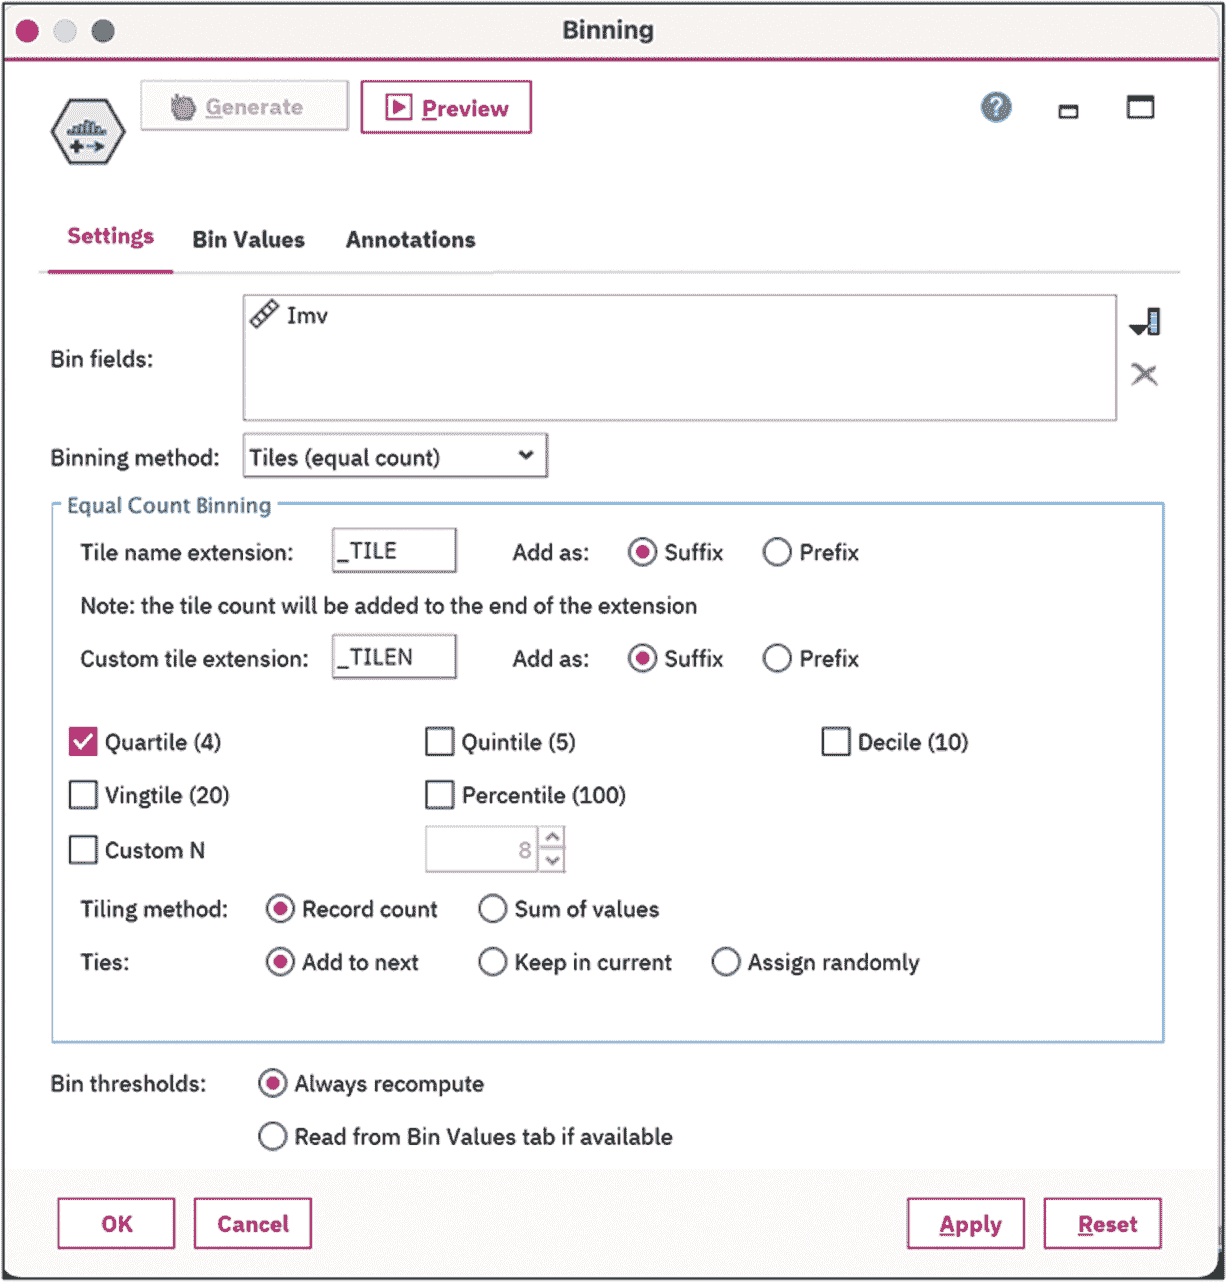 Binning
Generate Preview
Settings Bin Values Annotations
Imv
Bin fields:
Binning method: Tiles (equal count)
Equal Count Binning
Tile name extension: _TILE Add as: Suffix Prefix
Note: the tile count will be added to the end of the extension
Custom tile extension: _TILEN Add as: Suffix Prefix
Quartile (4) Quintile (5) Decile (10)
Vingtile (20) Percentile (100)
Custom N 8
Tiling method: Record count Sum of values
Ties: Add to next Keep in current Assign randomly
Bin thresholds: Always recompute
Read from Bin Values tab if available
OK Cancel Apply Reset